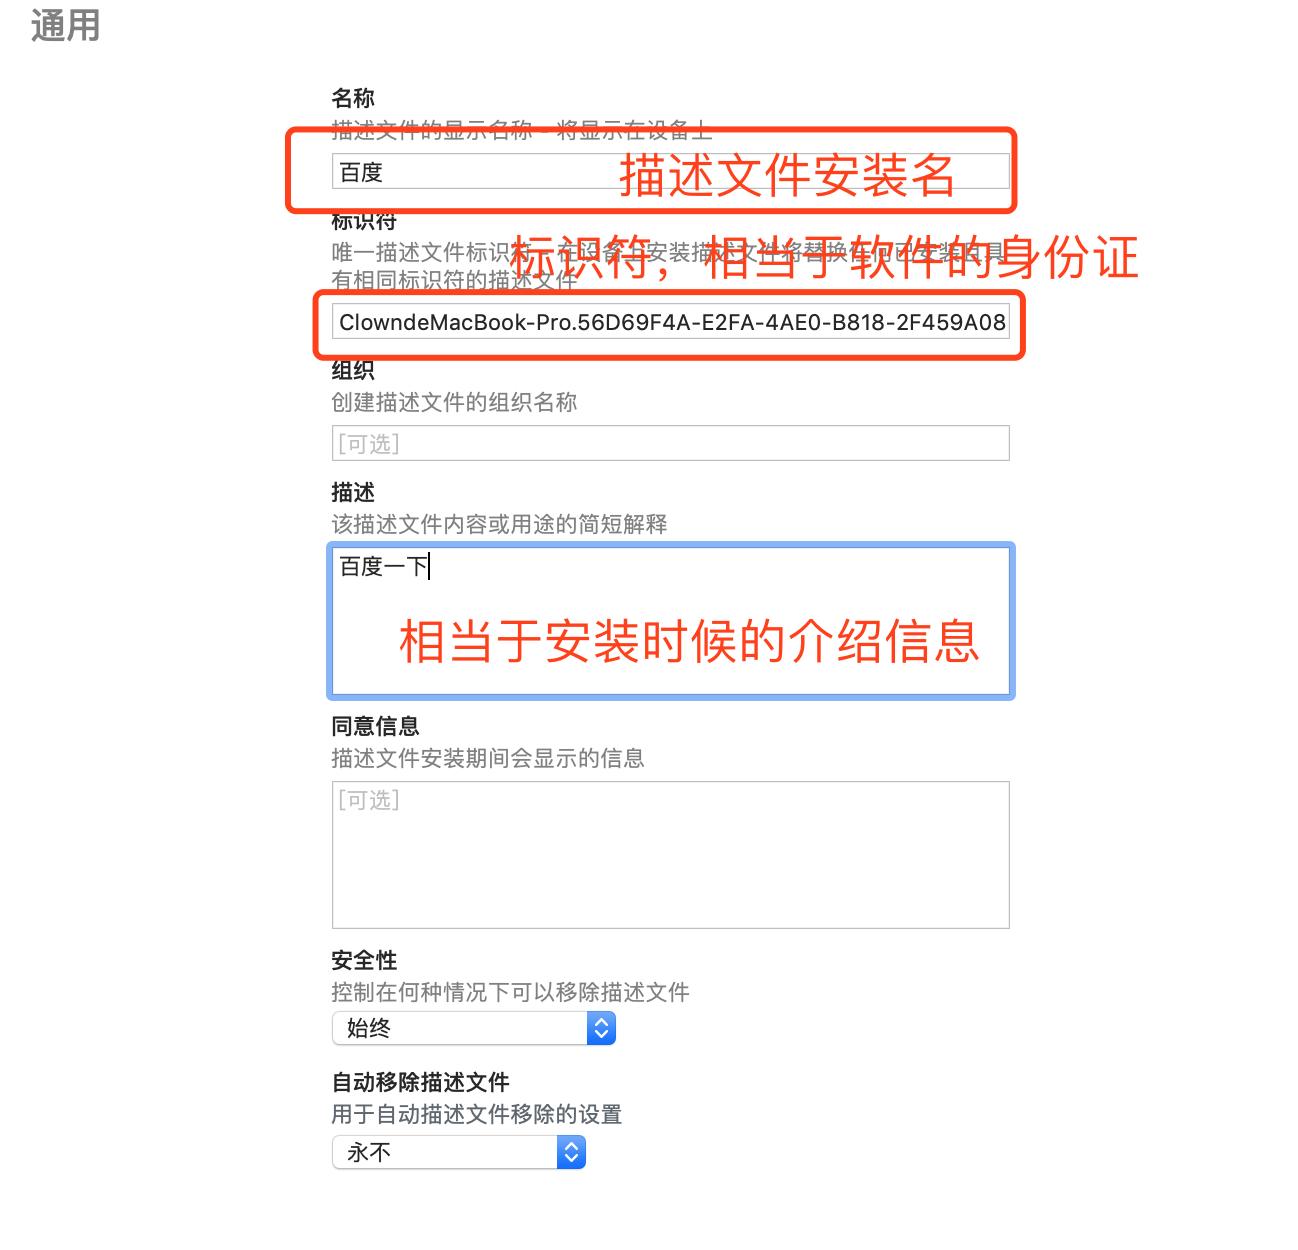 通用
名称
描述文件的显示名称 - 将显示在设备上
百度
描述文件安装名
标识符
标识符，相当于软件的身份证
唯一描述文件标识符，在设备上安装描述文件将替换任何已安装且具
有相同标识符的描述文件
ClowndeMacBook-Pro.56D69F4A-E2FA-4AE0-B818-2F459A08
组织
创建描述文件的组织名称
[可选]
描述
该描述文件内容或用途的简短解释
百度一下
相当于安装时候的介绍信息
同意信息
描述文件安装期间会显示的信息
[可选]
安全性
控制在何种情况下可以移除描述文件
始终
自动移除描述文件
用于自动描述文件移除的设置
永不